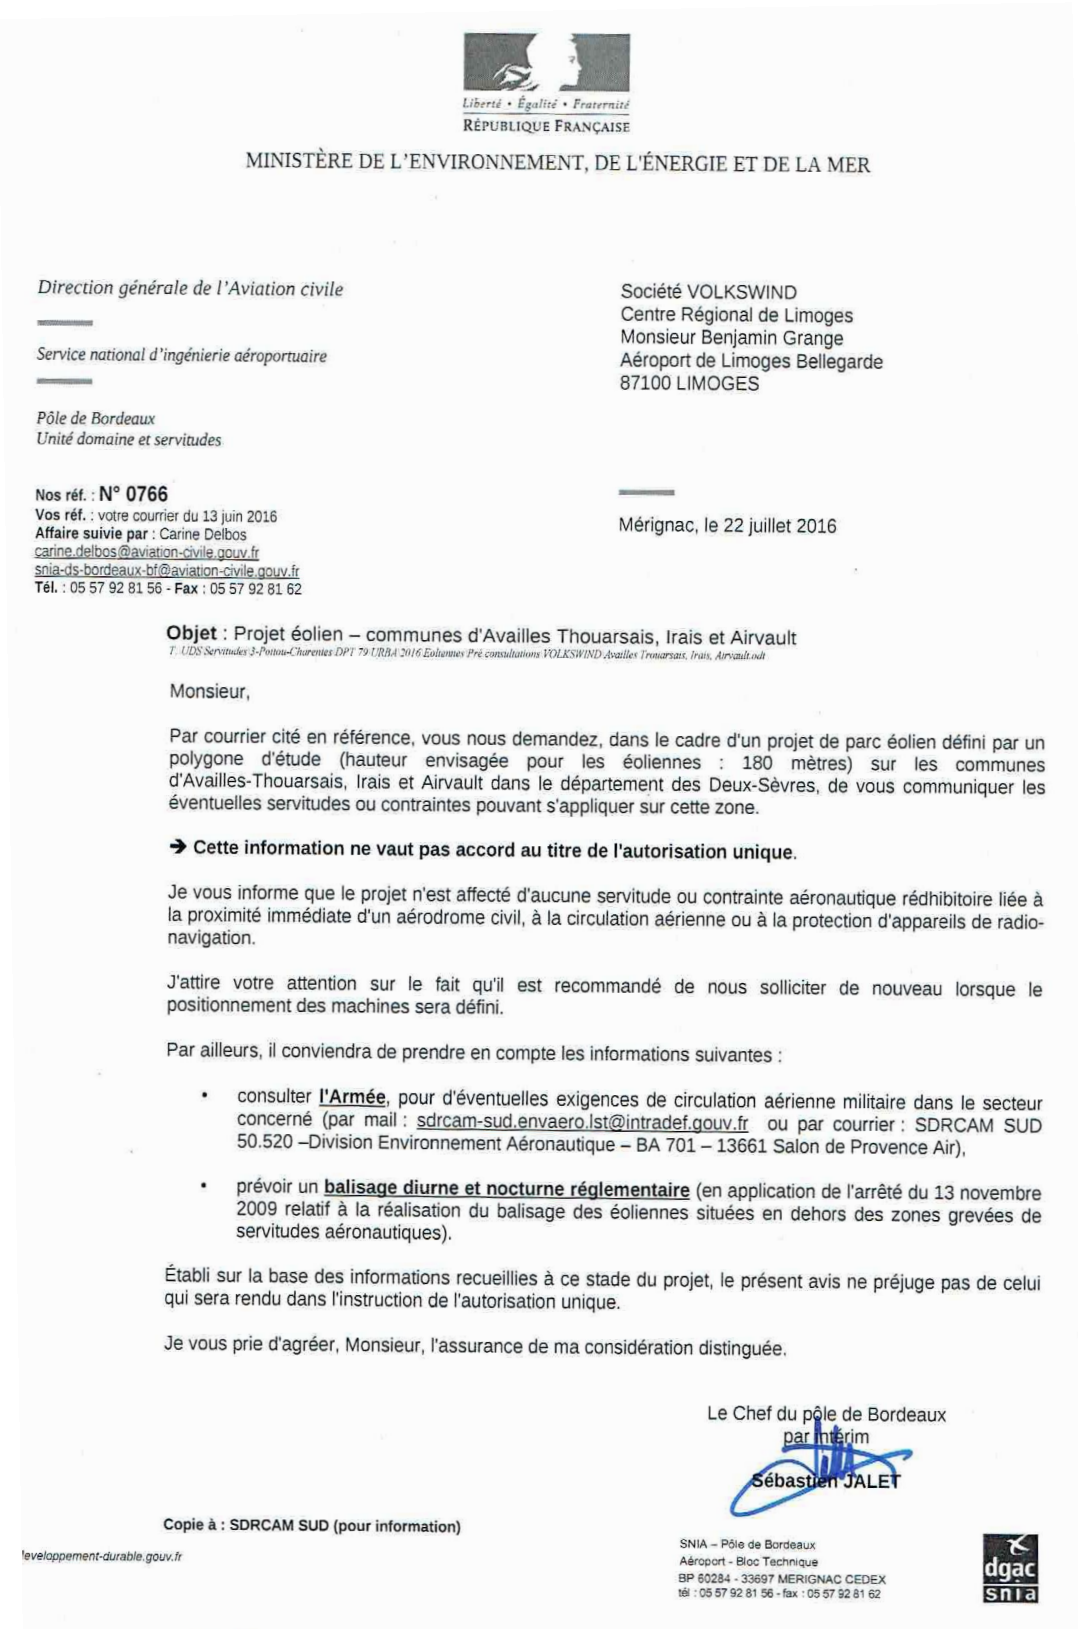 Liberté • Égalité • Fraternité
RÉPUBLIQUE FRANÇAISE
MINISTÈRE DE L'ENVIRONNEMENT, DE L'ÉNERGIE ET DE LA MER
Direction générale de l'Aviation civile
Service national d'ingénierie aéroportuaire
Pôle de Bordeaux
Unité domaine et servitudes
Société VOLKSWIND
Centre Régional de Limoges
Monsieur Benjamin Grange
Aéroport de Limoges Bellegarde
87100 LIMOGES
Nos réf. : N° 0766
Vos réf. : votre courrier du 13 juin 2016
Affaire suivie par : Carine Delbos
carine.delbos@aviation-civile.gouv.fr
snia-ds-bordeaux-bf@aviation-civile.gouv.fr
Tél. : 05 57 92 81 56 - Fax : 05 57 92 81 62
Mérignac, le 22 juillet 2016
Objet : Projet éolien – communes d'Availles Thouarsais, Irais et Airvault
T. UDS Servitudes 3-Poitou-Charentes DPT 79 URBA 2016 Eoliennes Pré consultations VOLKSWIND Availles Trouarsais, Irais, Airvault.odt
Monsieur,
Par courrier cité en référence, vous nous demandez, dans le cadre d'un projet de parc éolien défini par un
polygone d'étude (hauteur envisagée pour les éoliennes : 180 mètres) sur les communes
d'Availles-Thouarsais, Irais et Airvault dans le département des Deux-Sèvres, de vous communiquer les
éventuelles servitudes ou contraintes pouvant s'appliquer sur cette zone.
➔ Cette information ne vaut pas accord au titre de l'autorisation unique.
Je vous informe que le projet n'est affecté d'aucune servitude ou contrainte aéronautique rédhibitoire liée à
la proximité immédiate d'un aérodrome civil, à la circulation aérienne ou à la protection d'appareils de radio-
navigation.
J'attire votre attention sur le fait qu'il est recommandé de nous solliciter de nouveau lorsque le
positionnement des machines sera défini.
Par ailleurs, il conviendra de prendre en compte les informations suivantes :
• consulter l'Armée, pour d'éventuelles exigences de circulation aérienne militaire dans le secteur
concerné (par mail : sdrcam-sud.envaero.lst@intradef.gouv.fr ou par courrier : SDRCAM SUD
50.520 –Division Environnement Aéronautique – BA 701 – 13661 Salon de Provence Air),
• prévoir un balisage diurne et nocturne réglementaire (en application de l'arrêté du 13 novembre
2009 relatif à la réalisation du balisage des éoliennes situées en dehors des zones grevées de
servitudes aéronautiques).
Établi sur la base des informations recueillies à ce stade du projet, le présent avis ne préjuge pas de celui
qui sera rendu dans l'instruction de l'autorisation unique.
Je vous prie d'agréer, Monsieur, l'assurance de ma considération distinguée.
Le Chef du pôle de Bordeaux
par intérim
Sébastien JALET
Copie à : SDRCAM SUD (pour information)
eveloppement-durable.gouv.fr
SNIA – Pôle de Bordeaux
Aéroport - Bloc Technique
BP 60284 - 33697 MERIGNAC CEDEX
tél : 05 57 92 81 56 - fax : 05 57 92 81 62
dgac
snia